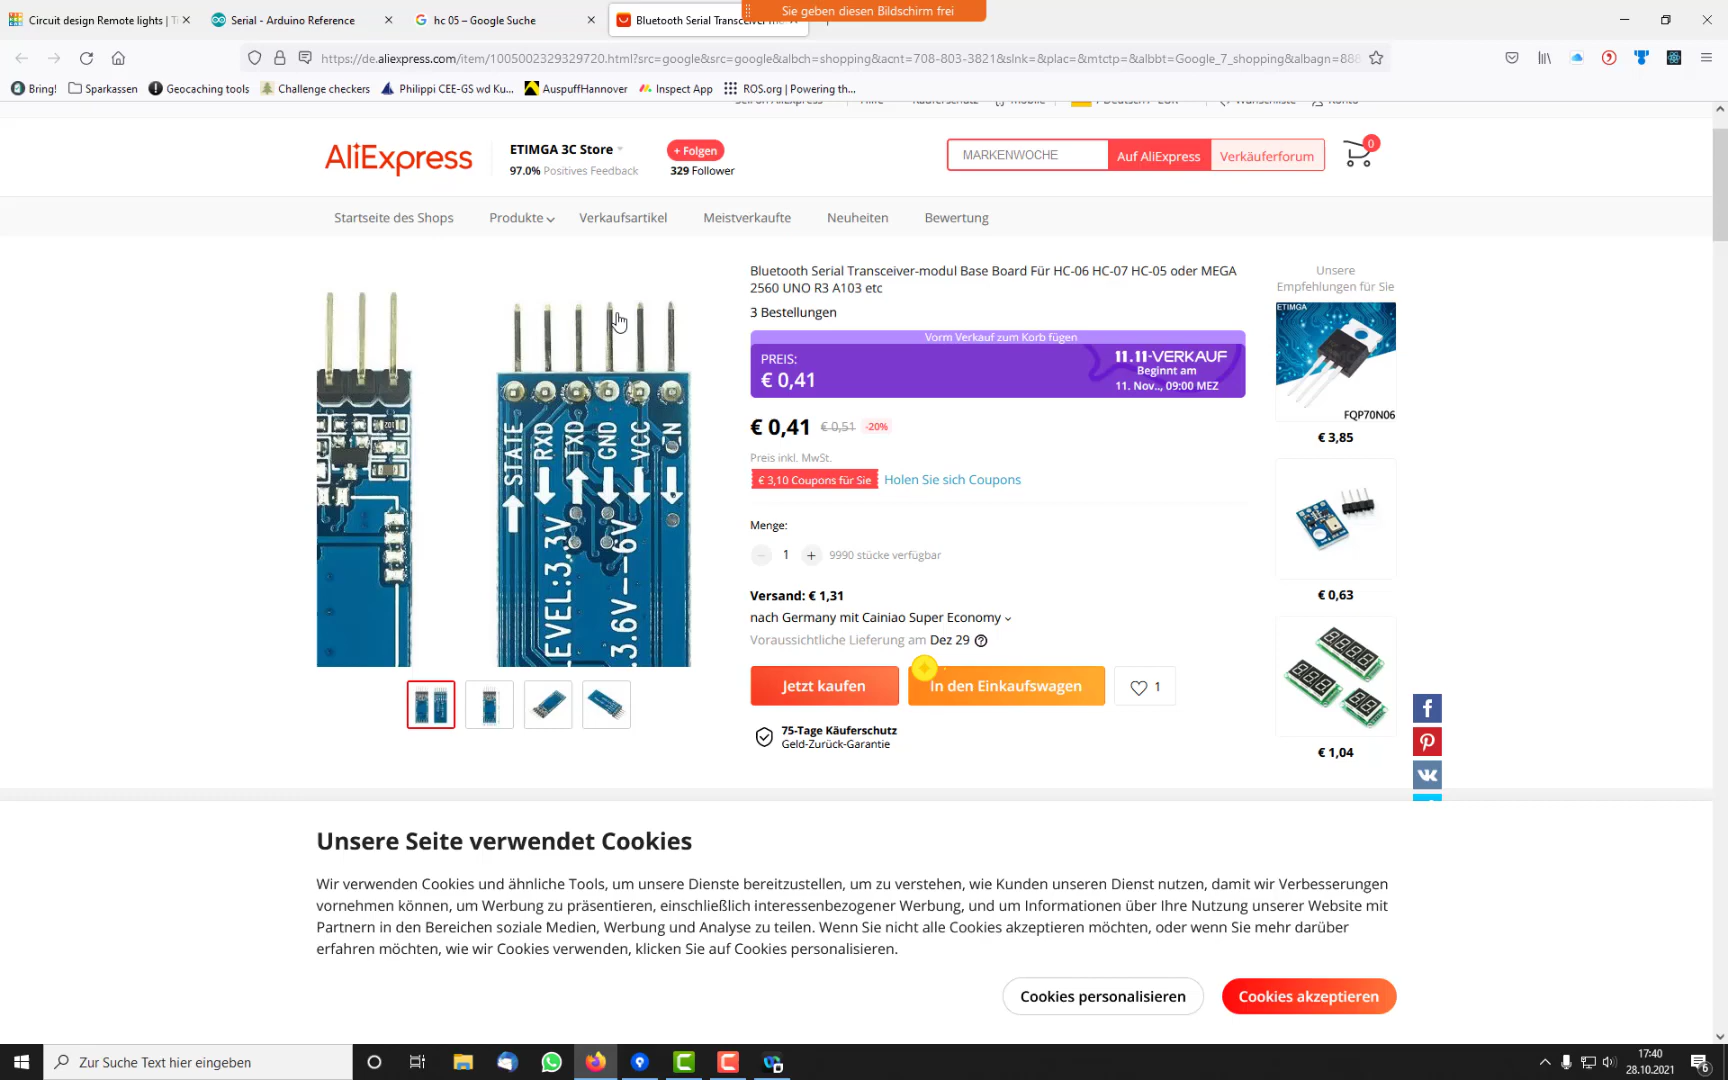 Sie geben diesen Bildschirm frei
Circuit design Remote lights | Ti
Serial - Arduino Reference
hc 05 – Google Suche
Bluetooth Serial Transceiver-m
https://de.aliexpress.com/item/1005002329329720.html?src=google&src=google&albch=shopping&acnt=708-803-3821&slnk=&plac=&mtctp=&albbt=Google_7_shopping&albagn=888
Bring!
Sparkassen
Geocaching tools
Challenge checkers
Philippi CEE-GS wd Ku...
AuspuffHannover
Inspect App
ROS.org | Powering th...
AliExpress
ETIMGA 3C Store
97.0% Positives Feedback
+ Folgen
329 Follower
MARKENWOCHE
Auf AliExpress
Verkäuferforum
0
Startseite des Shops
Produkte
Verkaufsartikel
Meistverkaufte
Neuheiten
Bewertung
STATE
RXD
TXD
GND
VCC
EN
LEVEL:3.3V
3.6V--6V
102
Bluetooth Serial Transceiver-modul Base Board Für HC-06 HC-07 HC-05 oder MEGA
2560 UNO R3 A103 etc
3 Bestellungen
Vorm Verkauf zum Korb fügen
PREIS:
€ 0,41
11.11-VERKAUF
Beginnt am
11. Nov.., 09:00 MEZ
€ 0,41 € 0,51 -20%
Preis inkl. MwSt.
€ 3,10 Coupons für Sie
Holen Sie sich Coupons
Menge:
1
+
9990 stücke verfügbar
Versand: € 1,31
nach Germany mit Cainiao Super Economy
Voraussichtliche Lieferung am Dez 29
Jetzt kaufen
In den Einkaufswagen
1
75-Tage Käuferschutz
Geld-Zurück-Garantie
Unsere
Empfehlungen für Sie
ETIMGA
FQP70N06
€ 3,85
€ 0,63
€ 1,04
Unsere Seite verwendet Cookies
Wir verwenden Cookies und ähnliche Tools, um unsere Dienste bereitzustellen, um zu verstehen, wie Kunden unseren Dienst nutzen, damit wir Verbesserungen
vornehmen können, um Werbung zu präsentieren, einschließlich interessenbezogener Werbung, und um Informationen über Ihre Nutzung unserer Website mit
Partnern in den Bereichen soziale Medien, Werbung und Analyse zu teilen. Wenn Sie nicht alle Cookies akzeptieren möchten, oder wenn Sie mehr darüber
erfahren möchten, wie wir Cookies verwenden, klicken Sie auf Cookies personalisieren.
Cookies personalisieren
Cookies akzeptieren
Zur Suche Text hier eingeben
17:40
28.10.2021
6